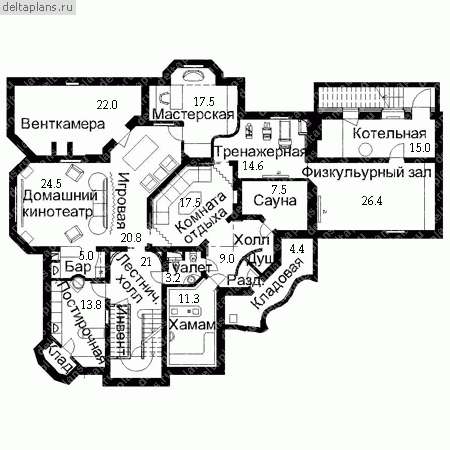 deltaplans.ru
22.0
Венткамера
17.5
Мастерская
Котельная
15.0
Тренажерная
14.6
Физкульурный зал
26.4
24.5
Домашний
кинотеатр
Игровая
20.8
17.5
Комната
отдыха
7.5
Сауна
5.0
Бар
21
Лестнич.
холл
Туалет
3.2
9.0
Холл
Душ
Разд.
4.4
Кладовая
13.8
Постирочная
Клад
Инвент
11.3
Хамам